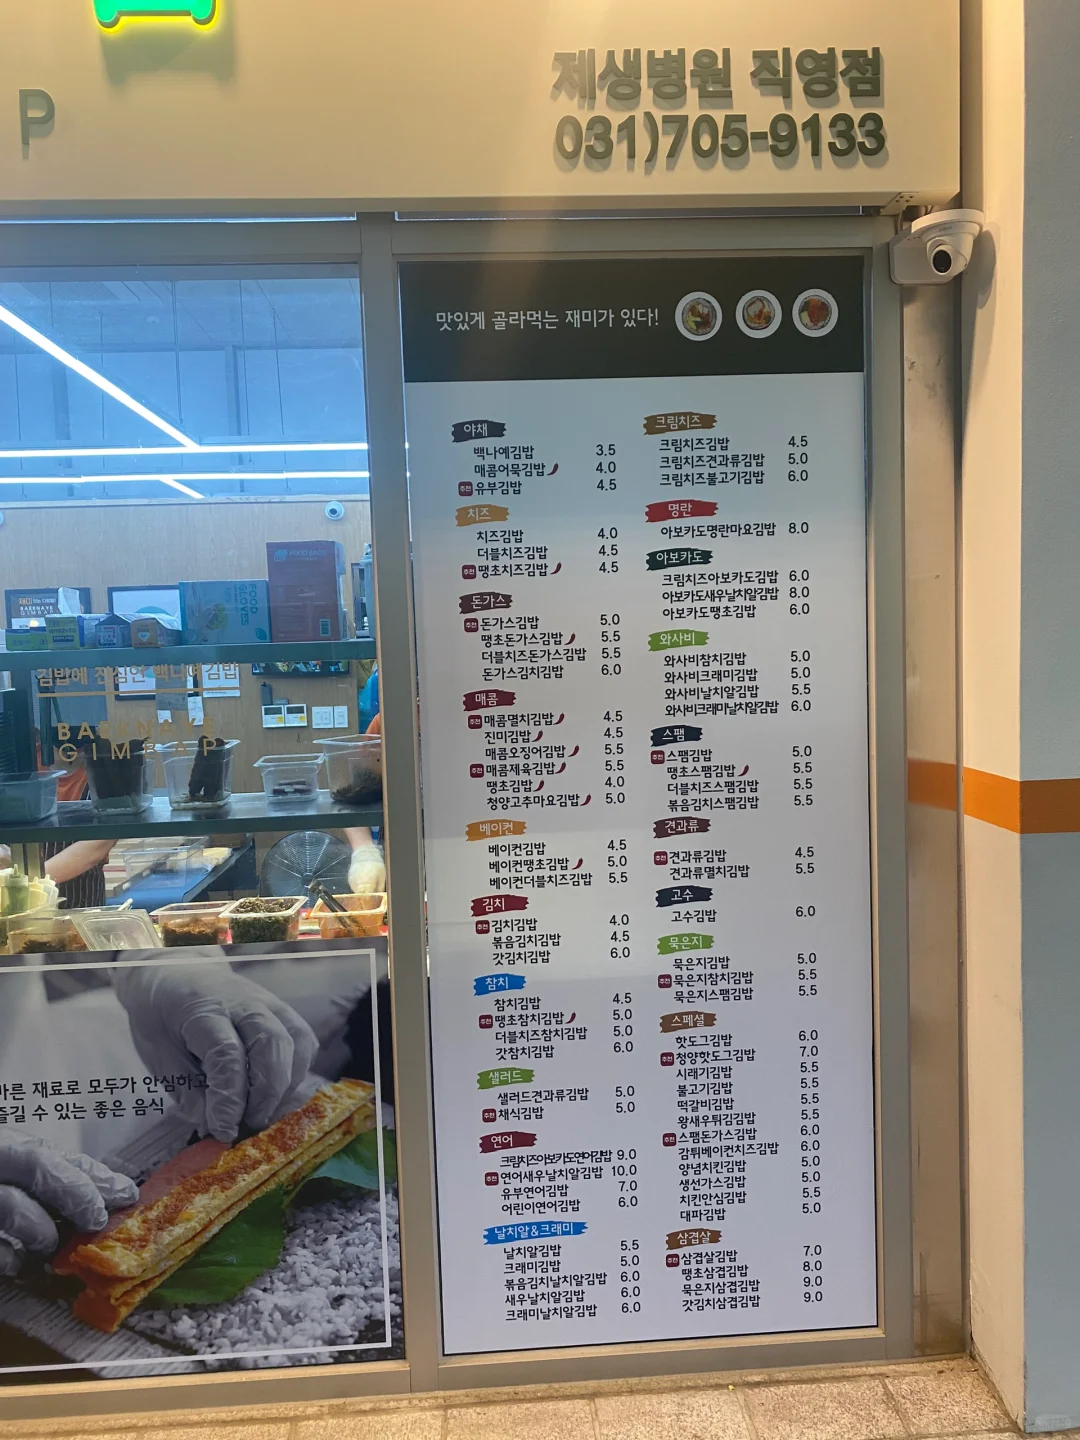 P
제생병원 직영점
031)705-9133
맛있게 골라먹는 재미가 있다!
야채
백나예김밥 3.5
매콤어묵김밥 4.0
추천 유부김밥 4.5
치즈
치즈김밥 4.0
더블치즈김밥 4.5
추천 땡초치즈김밥 4.5
돈가스
추천 돈가스김밥 5.0
땡초돈가스김밥 5.5
더블치즈돈가스김밥 5.5
돈가스김치김밥 6.0
매콤
추천 매콤멸치김밥 4.5
진미김밥 4.5
매콤오징어김밥 5.5
추천 매콤제육김밥 5.5
땡초김밥 4.0
청양고추마요김밥 5.0
베이컨
베이컨김밥 4.5
베이컨땡초김밥 5.0
베이컨더블치즈김밥 5.5
김치
추천 김치김밥 4.0
볶음김치김밥 4.5
갓김치김밥 6.0
참치
참치김밥 4.5
추천 땡초참치김밥 5.0
더블치즈참치김밥 5.0
갓참치김밥 6.0
샐러드
샐러드견과류김밥 5.0
추천 채식김밥 5.0
연어
크림치즈아보카도연어김밥 9.0
추천 연어새우날치알김밥 10.0
유부연어김밥 7.0
어린이연어김밥 6.0
날치알&크래미
날치알김밥 5.5
크래미김밥 5.0
볶음김치날치알김밥 6.0
새우날치알김밥 6.0
크래미날치알김밥 6.0
크림치즈
크림치즈김밥 4.5
크림치즈견과류김밥 5.0
크림치즈불고기김밥 6.0
명란
아보카도명란마요김밥 8.0
아보카도
크림치즈아보카도김밥 6.0
아보카도새우날치알김밥 8.0
아보카도땡초김밥 6.0
와사비
와사비참치김밥 5.0
와사비크래미김밥 5.0
와사비날치알김밥 5.5
와사비크래미날치알김밥 6.0
스팸
추천 스팸김밥 5.0
땡초스팸김밥 5.5
더블치즈스팸김밥 5.5
볶음김치스팸김밥 5.5
견과류
추천 견과류김밥 4.5
견과류멸치김밥 5.5
고수
고수김밥 6.0
묵은지
묵은지김밥 5.0
추천 묵은지참치김밥 5.5
묵은지스팸김밥 5.5
스페셜
핫도그김밥 6.0
추천 청양핫도그김밥 7.0
시래기김밥 5.5
불고기김밥 5.5
떡갈비김밥 5.5
왕새우튀김김밥 5.5
추천 스팸돈가스김밥 6.0
감튀베이컨치즈김밥 6.0
양념치킨김밥 5.0
생선가스김밥 5.0
치킨안심김밥 5.5
대파김밥 5.0
삼겹살
추천 삼겹살김밥 7.0
땡초삼겹김밥 8.0
묵은지삼겹김밥 9.0
갓김치삼겹김밥 9.0
김밥에 진심인 백나예김밥
BAEKNAYE
GIMBAP
FOOD GLOVES
바른 재료로 모두가 안심하고
즐길 수 있는 좋은 음식